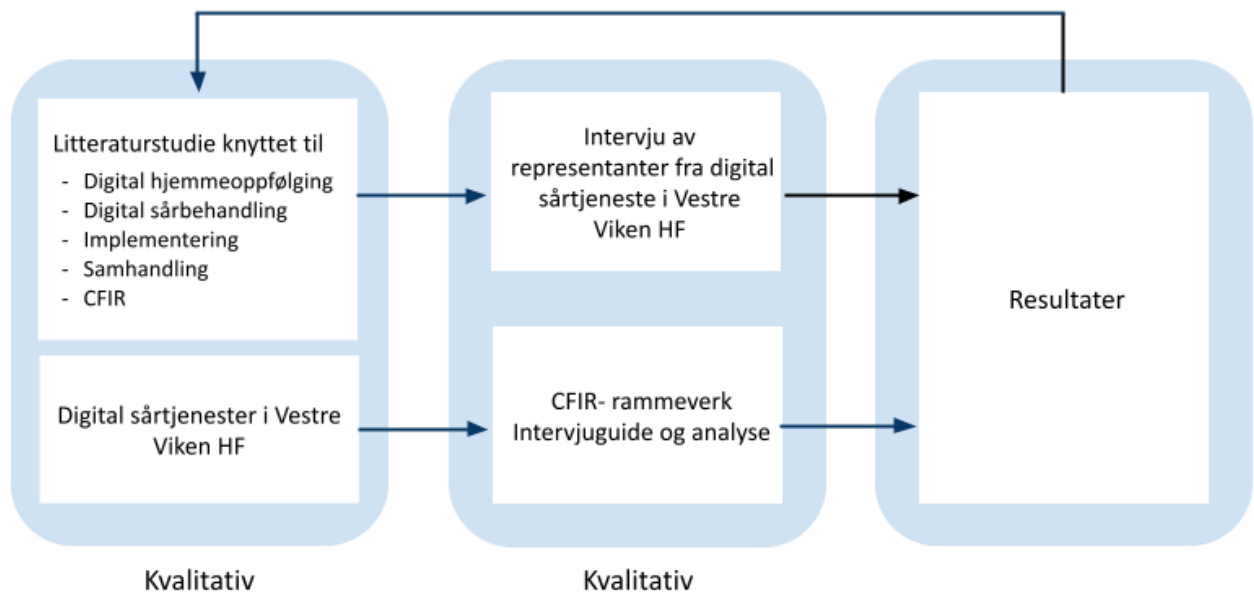 Litteraturstudie knyttet til
- Digital hjemmeoppfølging
- Digital sårbehandling
- Implementering
- Samhandling
- CFIR
Digital sårtjenester i Vestre
Viken HF
Kvalitativ
Intervju av
representanter fra digital
sårtjeneste i Vestre
Viken HF
CFIR- rammeverk
Intervjuguide og analyse
Kvalitativ
Resultater